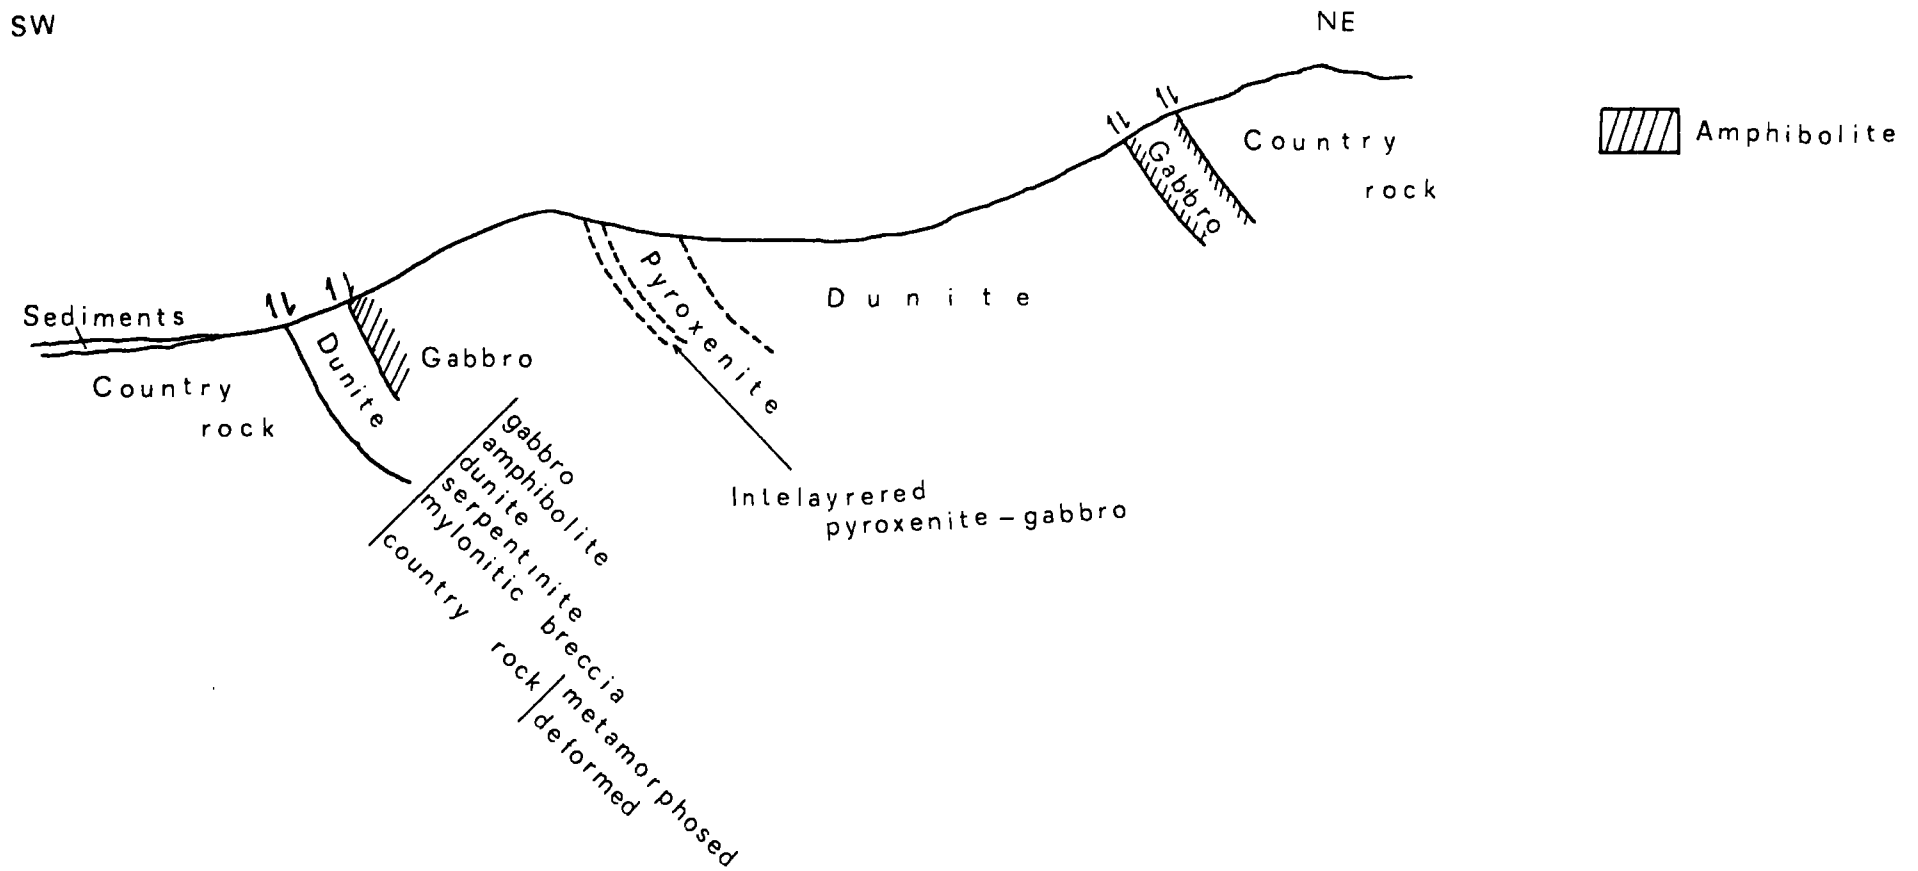 SW
NE
Amphibolite
Country
rock
Gabbro
Sediments
Country
rock
Dunite
Gabbro
Pyroxenite
Dunite
Intelayrered
pyroxenite – gabbro
gabbro
amphibolite
dunite
serpentinite
mylonitic breccia
country rock
metamorphosed
deformed